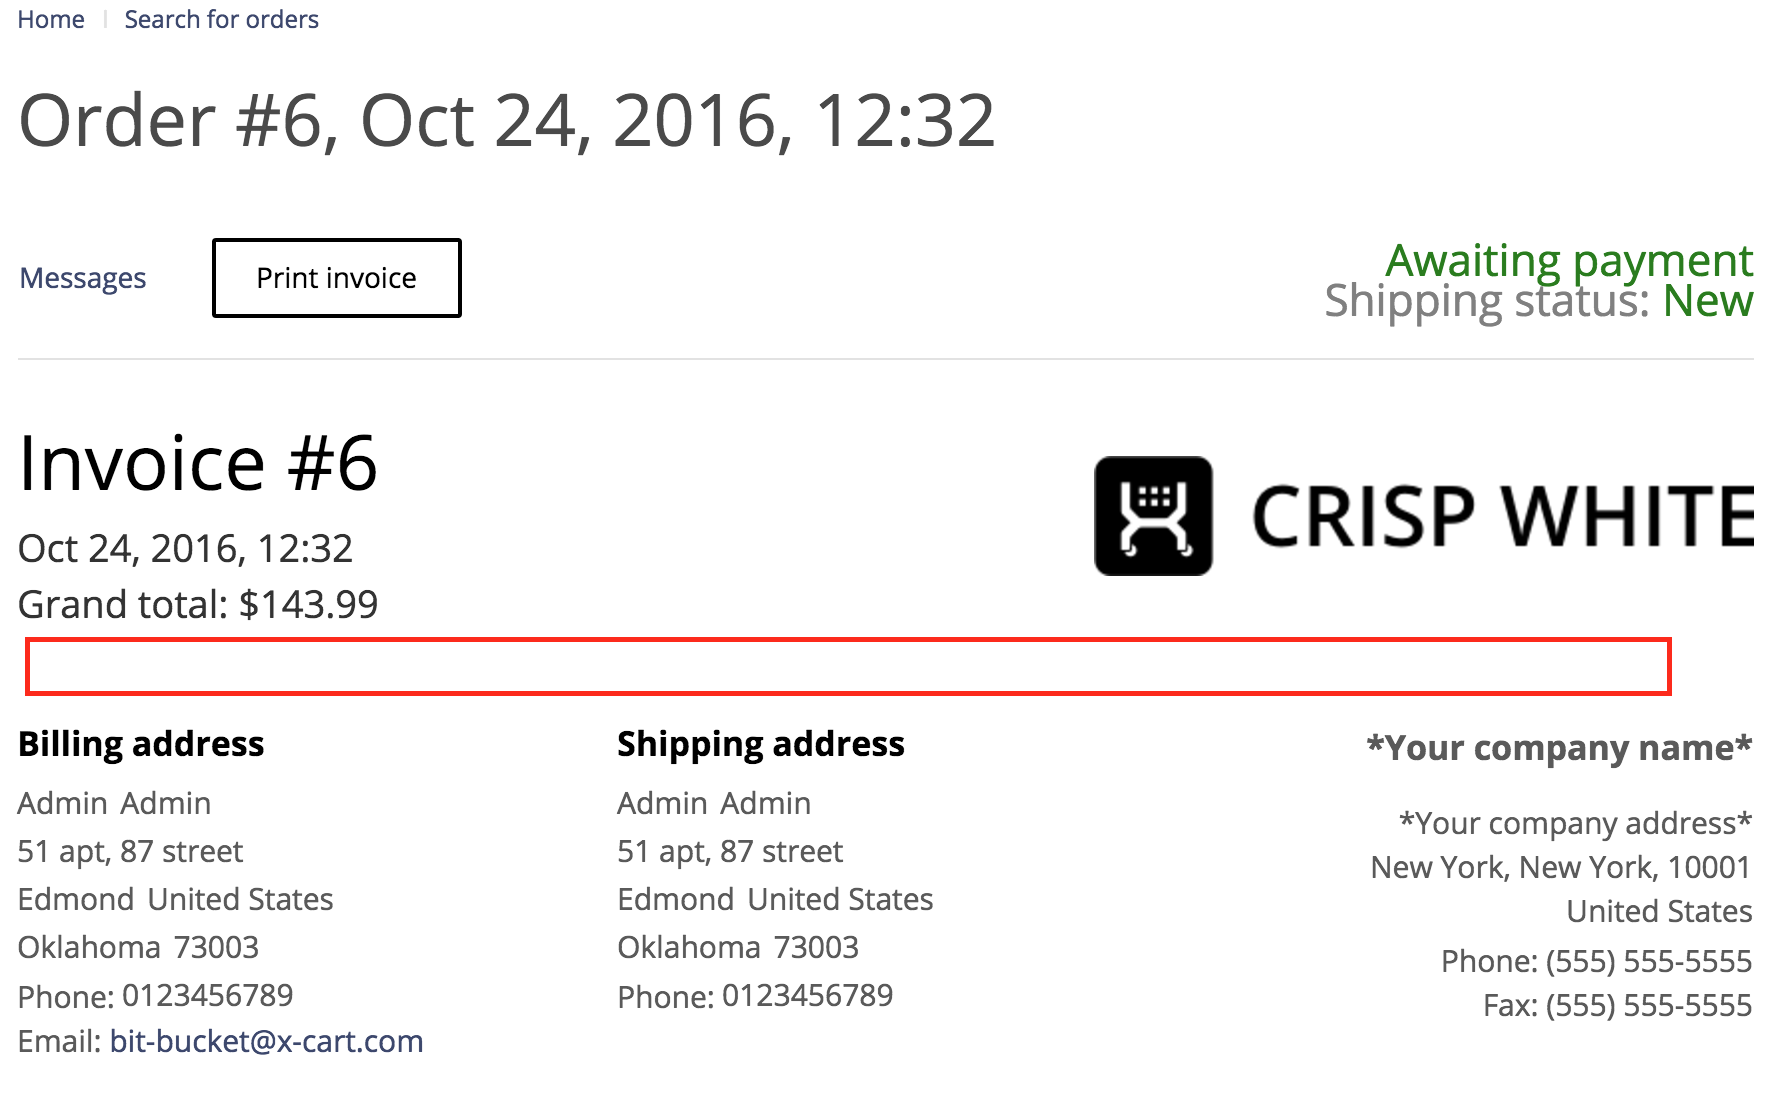 Home | Search for orders
Order #6, Oct 24, 2016, 12:32
Messages
Print invoice
Awaiting payment
Shipping status: New
Invoice #6
CRISP WHITE
Oct 24, 2016, 12:32
Grand total: $143.99
Billing address
Admin Admin
51 apt, 87 street
Edmond United States
Oklahoma 73003
Phone: 0123456789
Email: bit-bucket@x-cart.com
Shipping address
Admin Admin
51 apt, 87 street
Edmond United States
Oklahoma 73003
Phone: 0123456789
*Your company name*
*Your company address*
New York, New York, 10001
United States
Phone: (555) 555-5555
Fax: (555) 555-5555